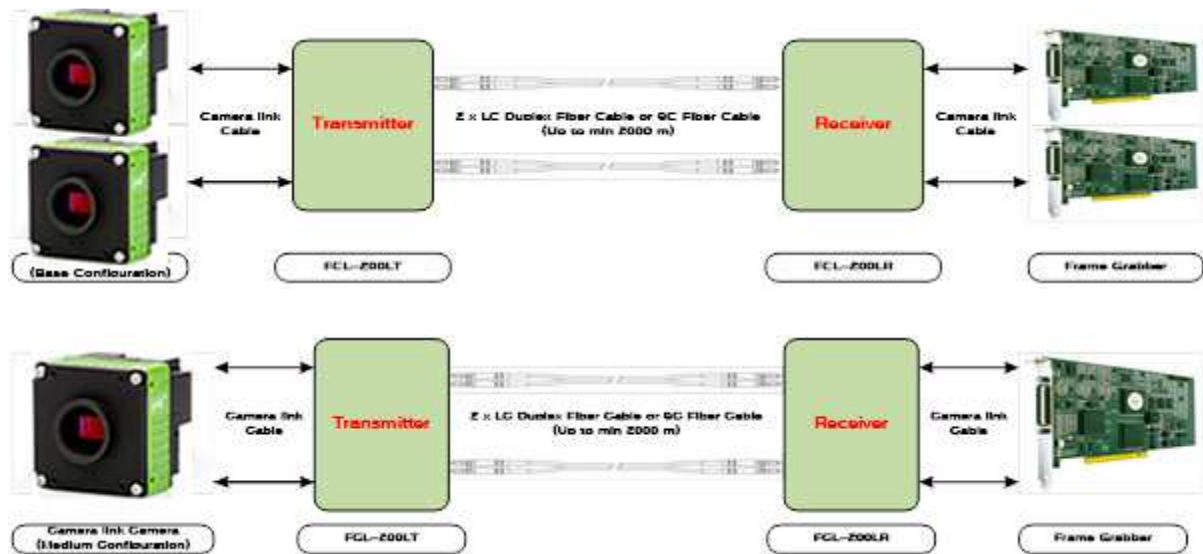 Camera link
Cable
Transmitter
2 x LC Duplex Fiber Cable or SC Fiber Cable
(Up to min 2000 m)
Receiver
Camera link
Cable
(Base Configuration)
FCL-200LT
FCL-200LR
Frame Grabber
Camera link
Cable
Transmitter
2 x LC Duplex Fiber Cable or SC Fiber Cable
(Up to min 2000 m)
Receiver
Camera link
Cable
Camera link Camera
(Medium Configuration)
FCL-200LT
FCL-200LR
Frame Grabber